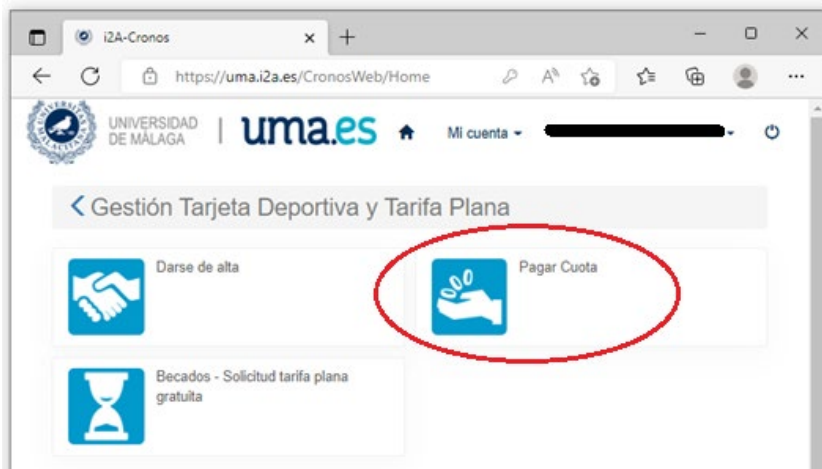 i2A-Cronos
https://uma.i2a.es/CronosWeb/Home
UNIVERSIDAD
DE MÁLAGA
uma.es
Mi cuenta
Gestión Tarjeta Deportiva y Tarifa Plana
Darse de alta
Pagar Cuota
Becados - Solicitud tarifa plana
gratuita